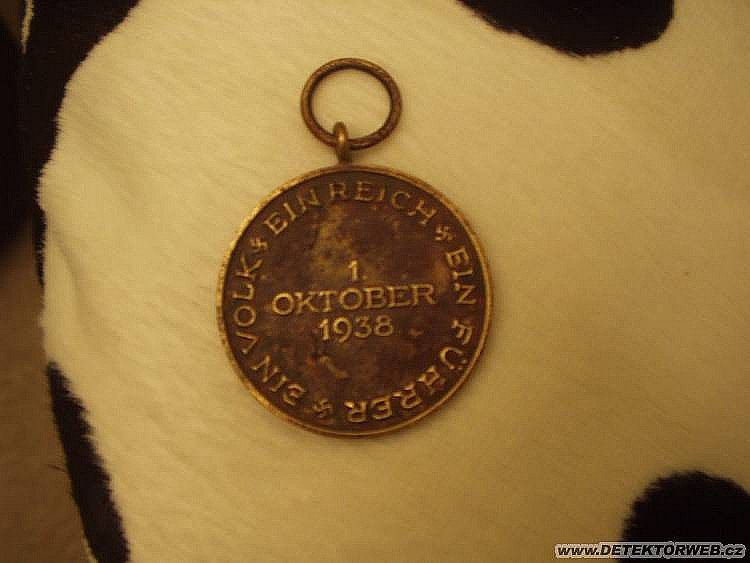 EIN VOLK EIN REICH EIN FÜHRER
1.
OKTOBER
1938
www.DETEKTORWEB.cz